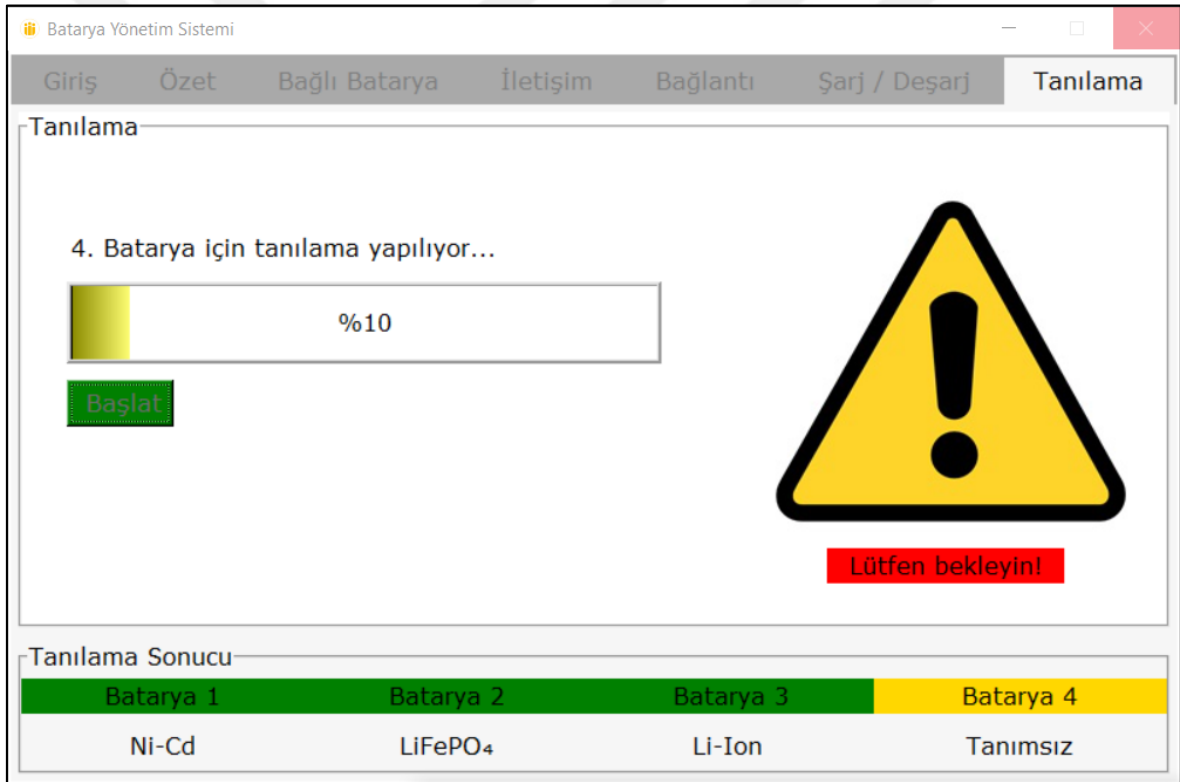 Batarya Yönetim Sistemi
Giriş Özet Bağlı Batarya İletişim Bağlantı Şarj / Deşarj Tanılama
Tanılama
4. Batarya için tanılama yapılıyor...
%10
Başlat
Lütfen bekleyin!
Tanılama Sonucu
Batarya 1 Batarya 2 Batarya 3 Batarya 4
Ni-Cd LiFePO₄ Li-Ion Tanımsız